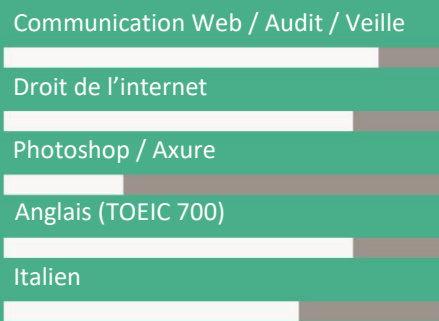 Communication Web / Audit / Veille
Droit de l’internet
Photoshop / Axure
Anglais (TOEIC 700)
Italien